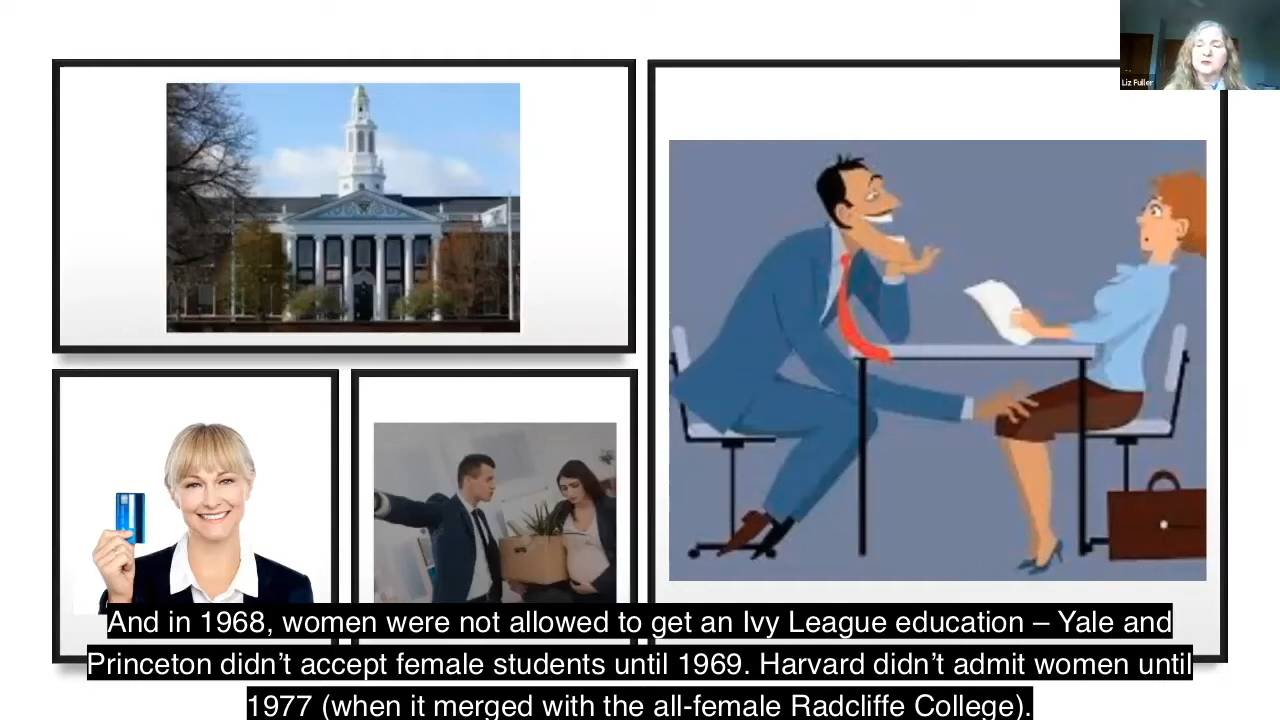 Liz Fuller
And in 1968, women were not allowed to get an Ivy League education – Yale and
Princeton didn’t accept female students until 1969. Harvard didn’t admit women until
1977 (when it merged with the all-female Radcliffe College).